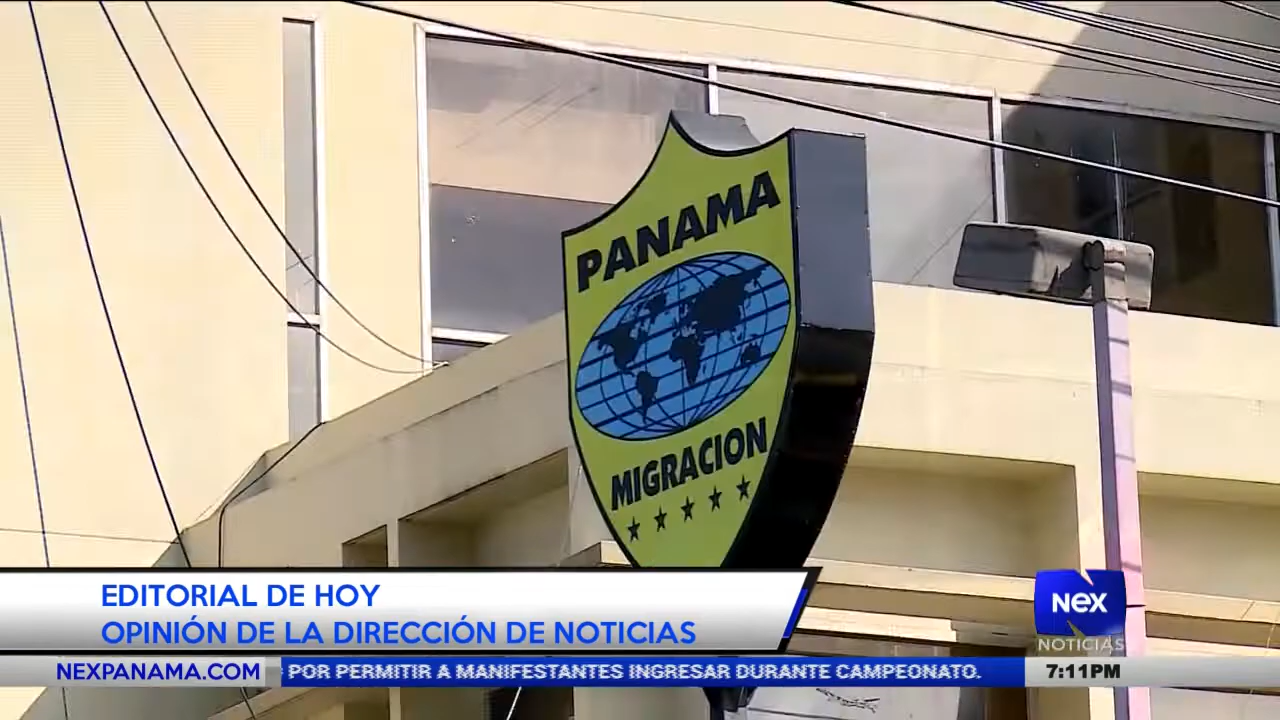 PANAMA
MIGRACION
EDITORIAL DE HOY
OPINIÓN DE LA DIRECCIÓN DE NOTICIAS
NEX
NOTICIAS
NEXPANAMA.COM
POR PERMITIR A MANIFESTANTES INGRESAR DURANTE CAMPEONATO.
7:11PM